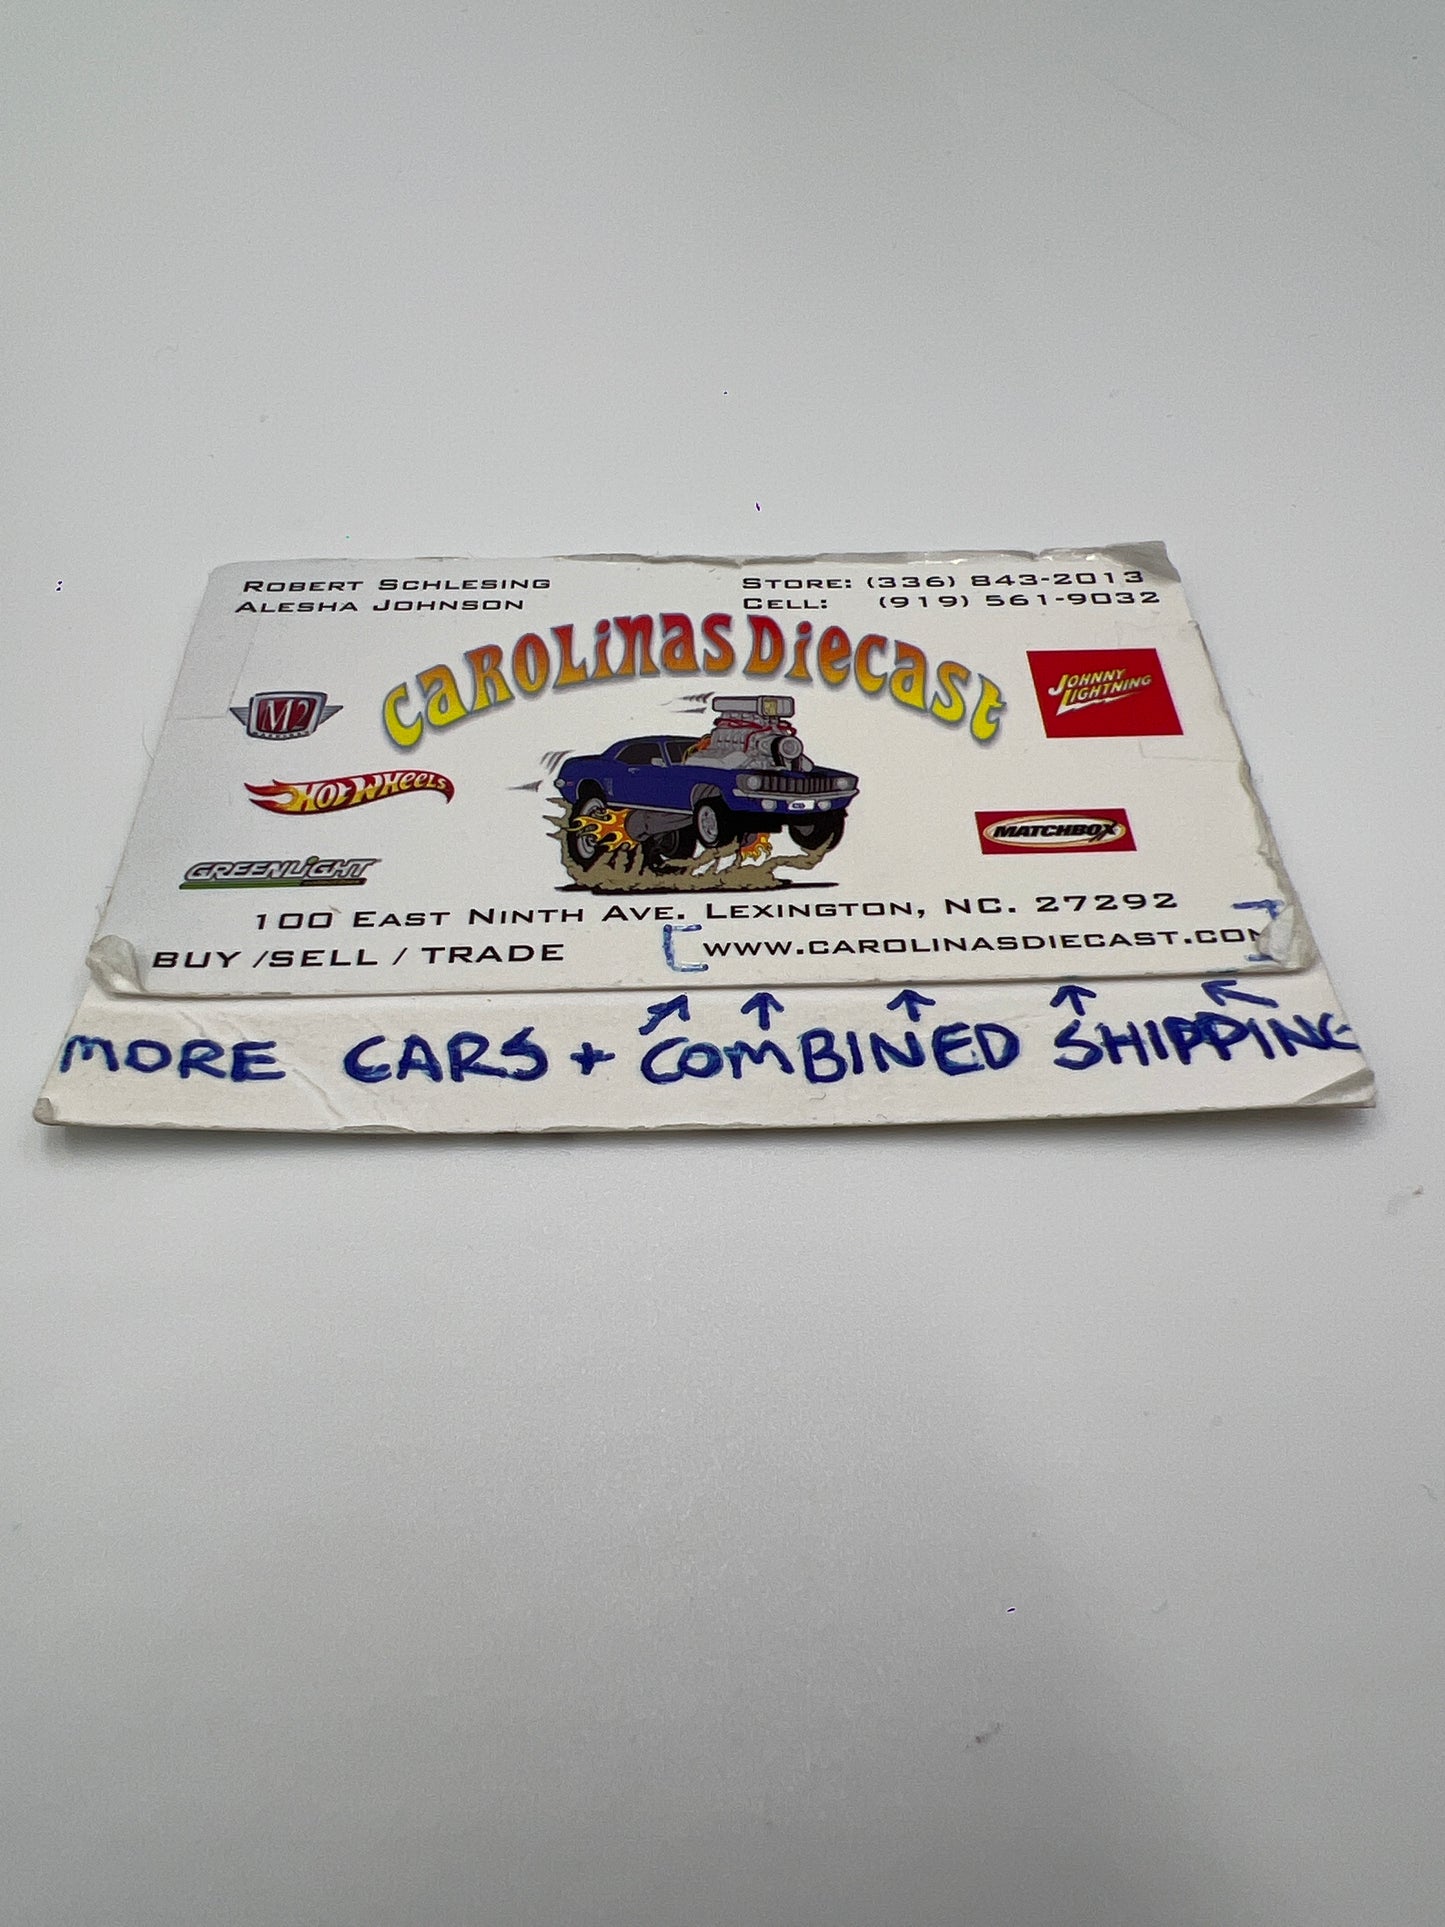 ROBERT SCHLESING
ALESHA JOHNSON
STORE: (336) 843-2013
CELL: (919) 561-9032
CAROLINAS DIECAST
M2
JOHNNY LIGHTNING
HOT WHEELS
MATCHBOX
GREENLIGHT
100 EAST NINTH AVE. LEXINGTON, NC. 27292
BUY /SELL / TRADE [WWW.CAROLINASDIECAST.COM]
MORE CARS + COMBINED SHIPPING